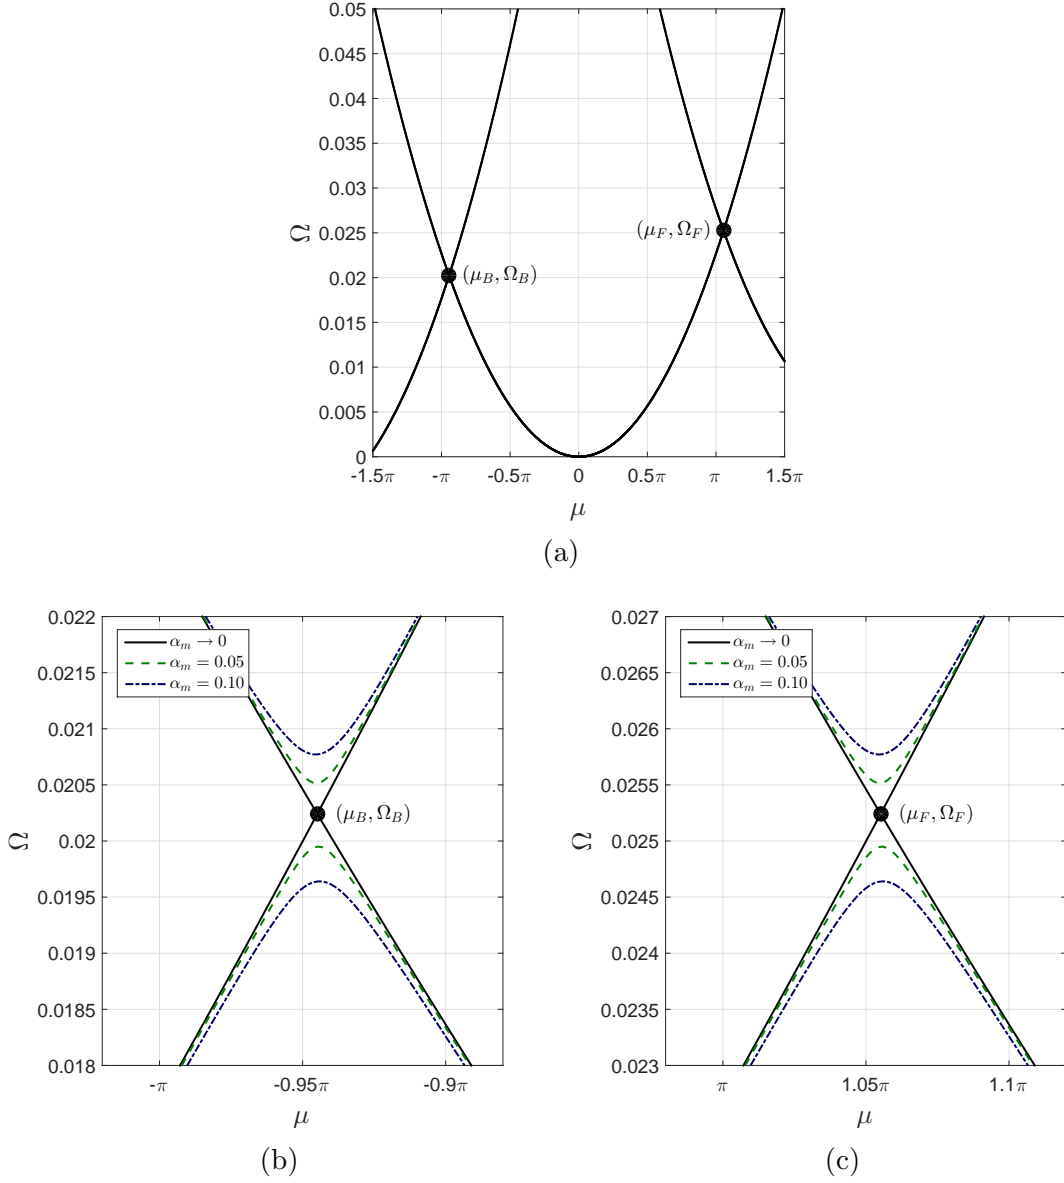 0.05
0.045
0.04
0.035
0.03
0.025
0.02
0.015
0.01
0.005
0
Ω
(μ_F, Ω_F)
(μ_B, Ω_B)
-1.5π -π -0.5π 0 0.5π π 1.5π
μ
(a)
0.022
0.0215
0.021
0.0205
0.02
0.0195
0.019
0.0185
0.018
Ω
α_m → 0
α_m = 0.05
α_m = 0.10
(μ_B, Ω_B)
-π -0.95π -0.9π
μ
(b)
0.027
0.0265
0.026
0.0255
0.025
0.0245
0.024
0.0235
0.023
Ω
α_m → 0
α_m = 0.05
α_m = 0.10
(μ_F, Ω_F)
π 1.05π 1.1π
μ
(c)